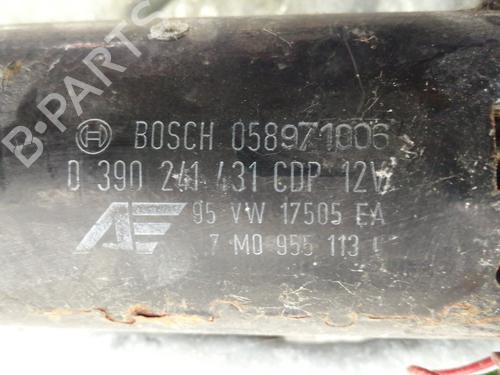 BOSCH 058971006
0 390 241 431 CDP 12V
95 VW 17505 EA
7 M0 955 113
B-PARTS